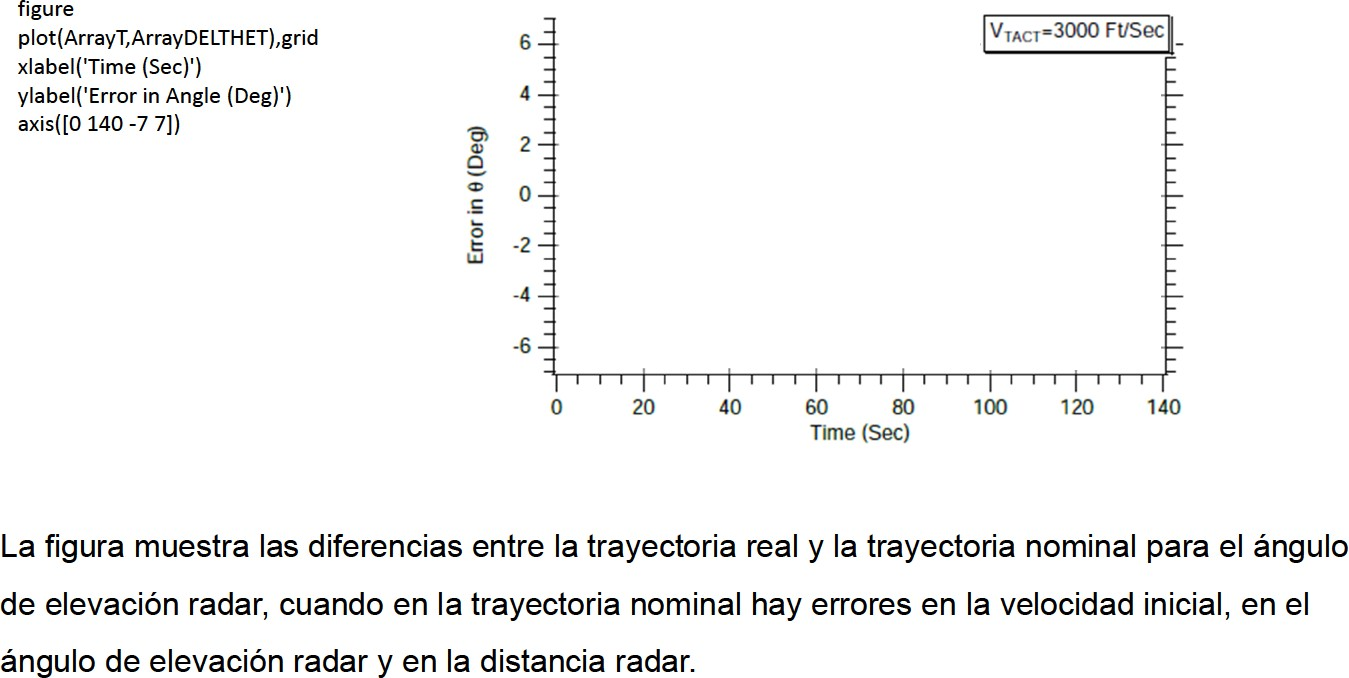 figure
plot(ArrayT,ArrayDELTHET),grid
xlabel('Time (Sec)')
ylabel('Error in Angle (Deg)')
axis([0 140 -7 7])
V_TACT=3000 Ft/Sec
6
4
2
0
-2
-4
-6
Error in θ (Deg)
0 20 40 60 80 100 120 140
Time (Sec)
La figura muestra las diferencias entre la trayectoria real y la trayectoria nominal para el ángulo
de elevación radar, cuando en la trayectoria nominal hay errores en la velocidad inicial, en el
ángulo de elevación radar y en la distancia radar.